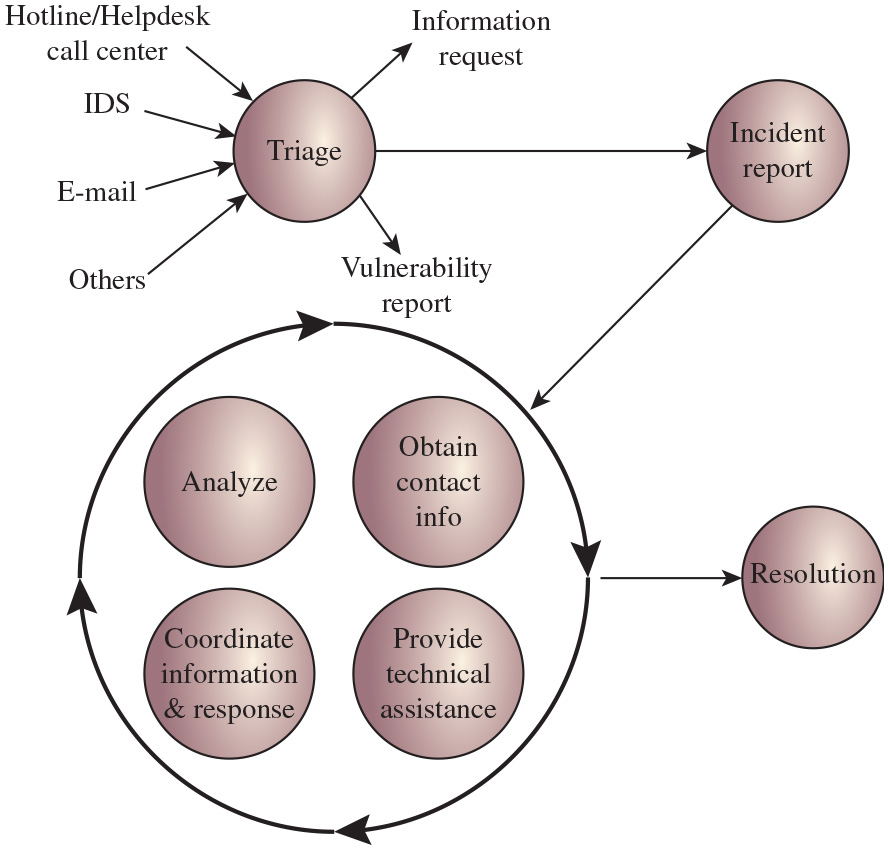 Hotline/Helpdesk
call center
Information
request
IDS
Triage
Incident
report
E-mail
Others
Vulnerability
report
Analyze
Obtain
contact
info
Resolution
Coordinate
information
& response
Provide
technical
assistance